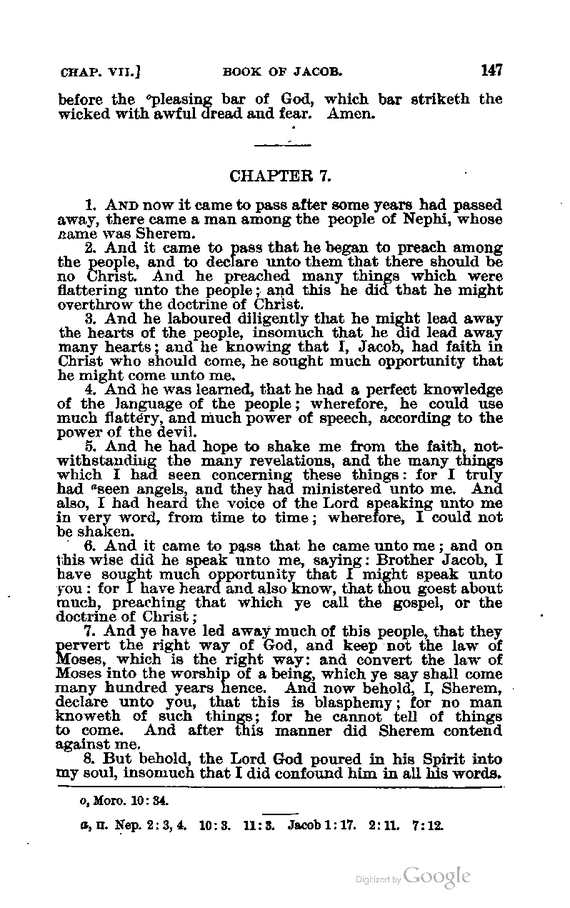 CHAP. VII.] BOOK OF JACOB. 147
before the ᵒpleasing bar of God, which bar striketh the
wicked with awful dread and fear. Amen.
CHAPTER 7.
1. AND now it came to pass after some years had passed
away, there came a man among the people of Nephi, whose
name was Sherem.
2. And it came to pass that he began to preach among
the people, and to declare unto them that there should be
no Christ. And he preached many things which were
flattering unto the people; and this he did that he might
overthrow the doctrine of Christ.
3. And he laboured diligently that he might lead away
the hearts of the people, insomuch that he did lead away
many hearts; and he knowing that I, Jacob, had faith in
Christ who should come, he sought much opportunity that
he might come unto me.
4. And he was learned, that he had a perfect knowledge
of the language of the people; wherefore, he could use
much flattery, and much power of speech, according to the
power of the devil.
5. And he had hope to shake me from the faith, not-
withstanding the many revelations, and the many things
which I had seen concerning these things: for I truly
had ᵃseen angels, and they had ministered unto me. And
also, I had heard the voice of the Lord speaking unto me
in very word, from time to time; wherefore, I could not
be shaken.
6. And it came to pass that he came unto me; and on
this wise did he speak unto me, saying: Brother Jacob, I
have sought much opportunity that I might speak unto
you: for I have heard and also know, that thou goest about
much, preaching that which ye call the gospel, or the
doctrine of Christ;
7. And ye have led away much of this people, that they
pervert the right way of God, and keep not the law of
Moses, which is the right way: and convert the law of
Moses into the worship of a being, which ye say shall come
many hundred years hence. And now behold, I, Sherem,
declare unto you, that this is blasphemy; for no man
knoweth of such things; for he cannot tell of things
to come. And after this manner did Sherem contend
against me.
8. But behold, the Lord God poured in his Spirit into
my soul, insomuch that I did confound him in all his words.
o, Moro. 10: 34.
a, II. Nep. 2: 3, 4. 10: 3. 11: 3. Jacob 1: 17. 2: 11. 7: 12.
Digitized by Google